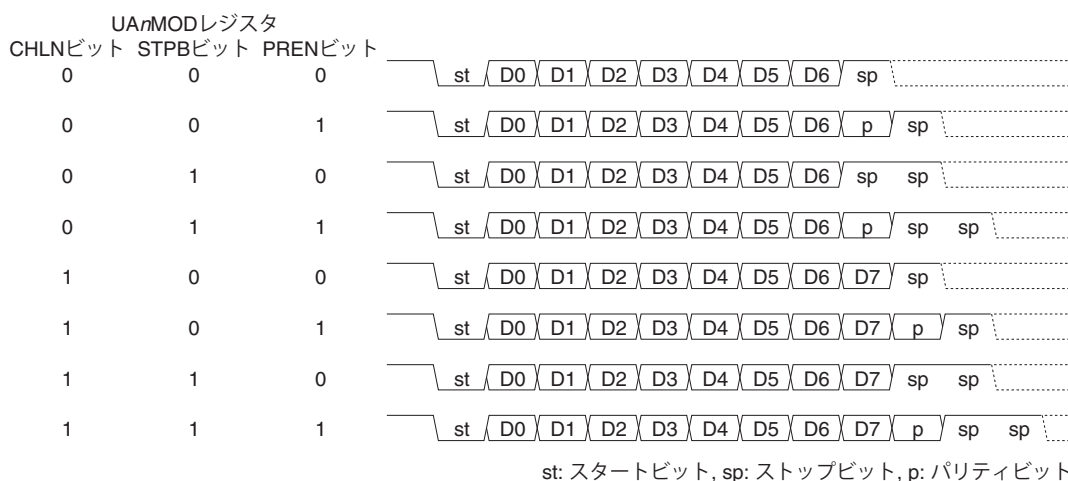 UAnMODレジスタ
CHLNビット STPBビット PRENビット
0 0 0 st D0 D1 D2 D3 D4 D5 D6 sp
0 0 1 st D0 D1 D2 D3 D4 D5 D6 p sp
0 1 0 st D0 D1 D2 D3 D4 D5 D6 sp sp
0 1 1 st D0 D1 D2 D3 D4 D5 D6 p sp sp
1 0 0 st D0 D1 D2 D3 D4 D5 D6 D7 sp
1 0 1 st D0 D1 D2 D3 D4 D5 D6 D7 p sp
1 1 0 st D0 D1 D2 D3 D4 D5 D6 D7 sp sp
1 1 1 st D0 D1 D2 D3 D4 D5 D6 D7 p sp sp
st: スタートビット, sp: ストップビット, p: パリティビット